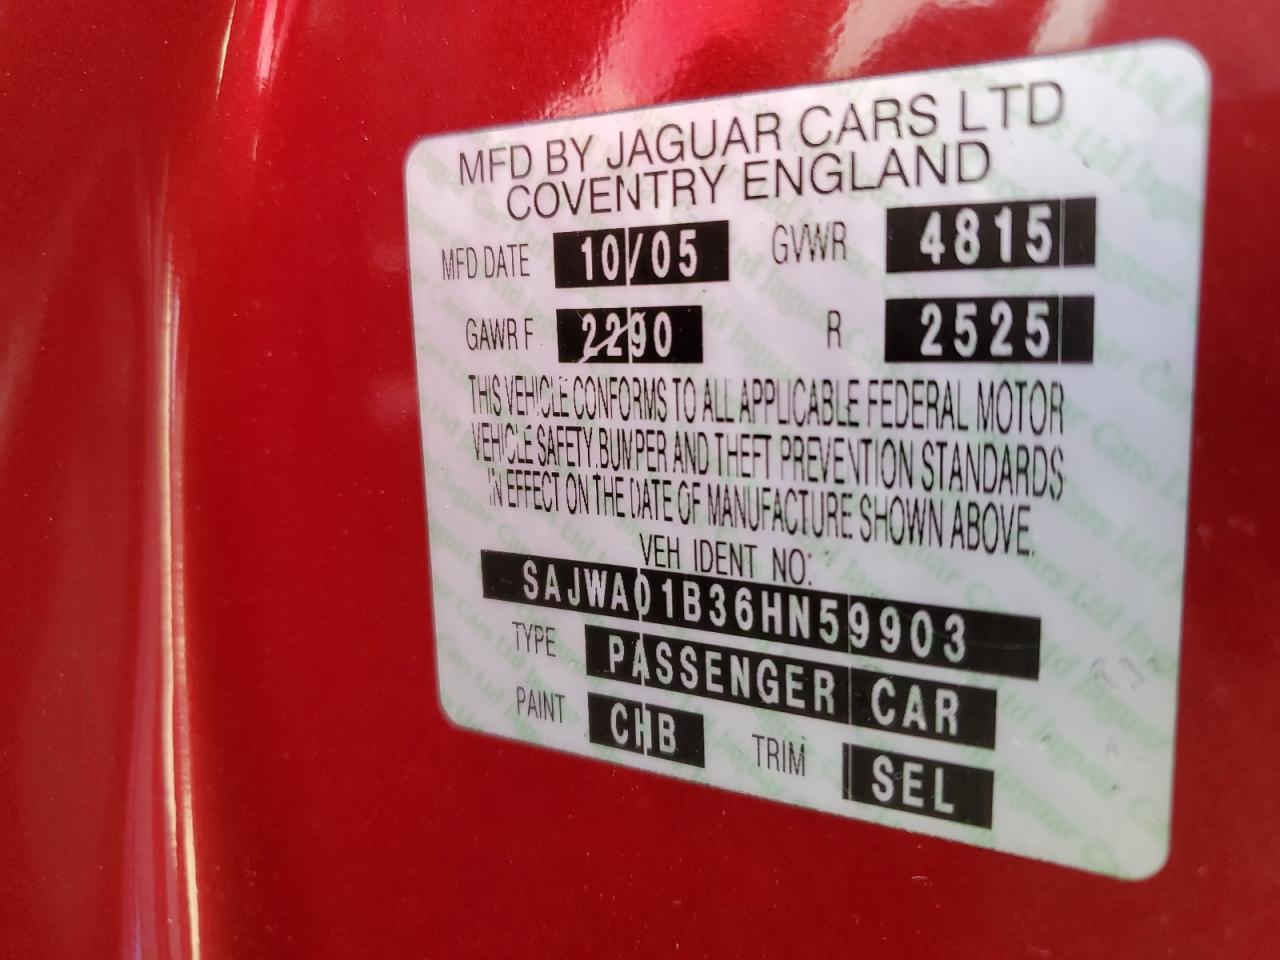 MFD BY JAGUAR CARS LTD
COVENTRY ENGLAND
MFD DATE 10/05 GVWR 4815
GAWR F 2290 R 2525
THIS VEHICLE CONFORMS TO ALL APPLICABLE FEDERAL MOTOR
VEHICLE SAFETY, BUMPER AND THEFT PREVENTION STANDARDS
IN EFFECT ON THE DATE OF MANUFACTURE SHOWN ABOVE.
VEH IDENT NO:
SAJWA01B36HN59903
TYPE PASSENGER CAR
PAINT CHB TRIM SEL